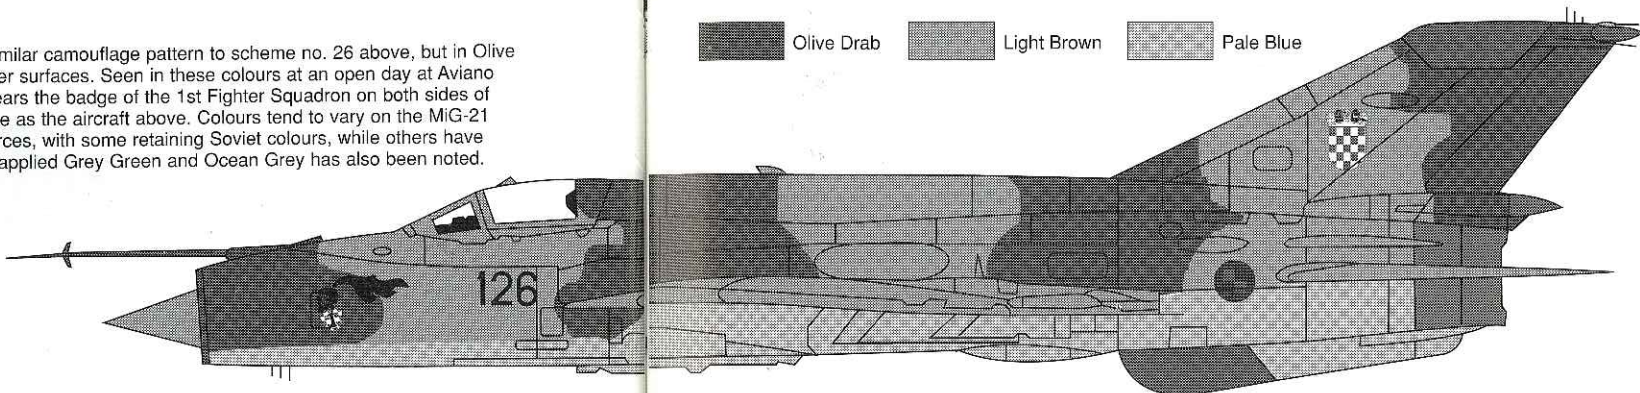 milar camouflage pattern to scheme no. 26 above, but in Olive
er surfaces. Seen in these colours at an open day at Aviano
ears the badge of the 1st Fighter Squadron on both sides of
e as the aircraft above. Colours tend to vary on the MiG-21
rces, with some retaining Soviet colours, while others have
applied Grey Green and Ocean Grey has also been noted.
Olive Drab
Light Brown
Pale Blue
126